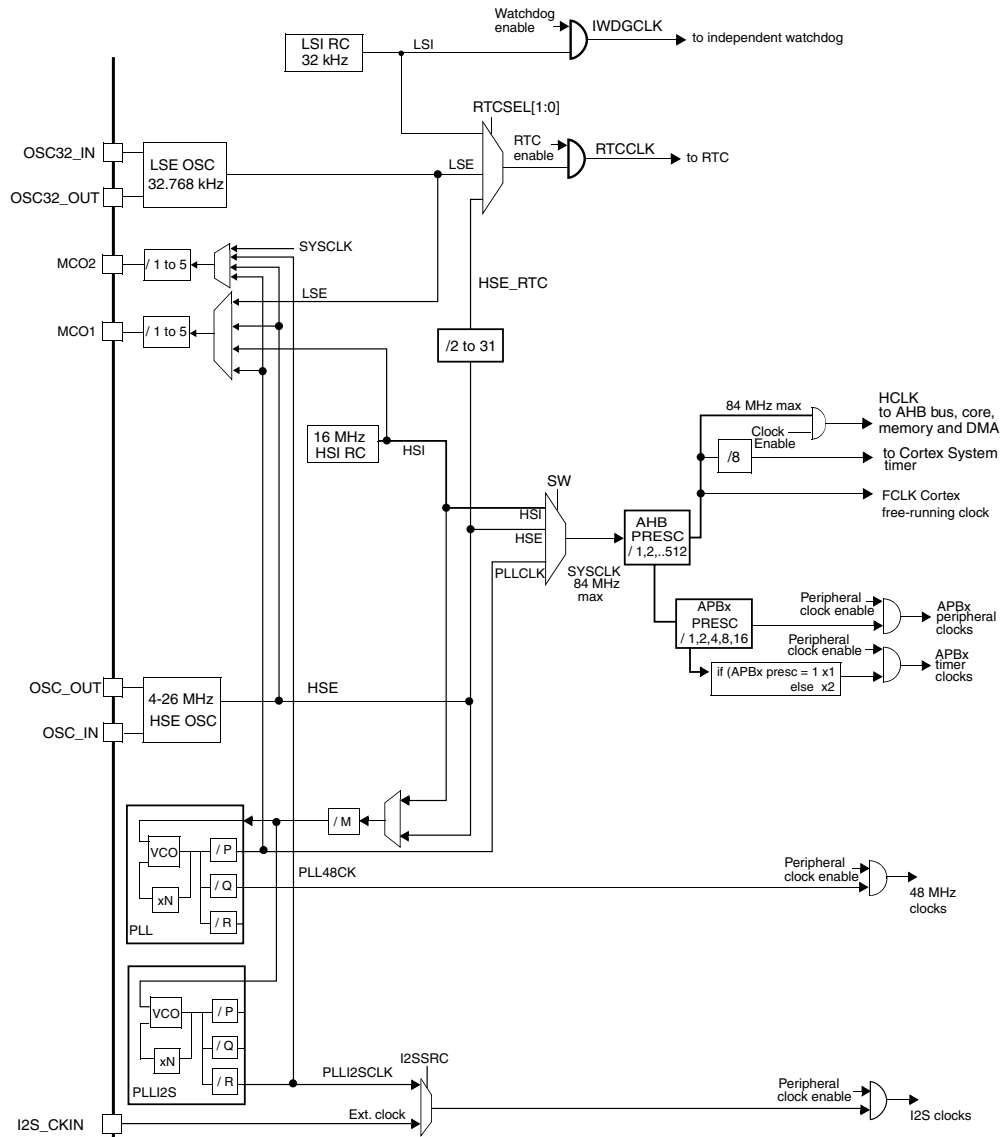 Watchdog
enable
IWDGCLK
to independent watchdog
LSI RC
32 kHz
LSI
RTCSEL[1:0]
OSC32_IN
LSE OSC
32.768 kHz
OSC32_OUT
LSE
RTC
enable
RTCCLK
to RTC
SYSCLK
MCO2
/ 1 to 5
HSE_RTC
LSE
MCO1
/ 1 to 5
/2 to 31
16 MHz
HSI RC
HSI
84 MHz max
Clock
Enable
HCLK
to AHB bus, core,
memory and DMA
/8
to Cortex System
timer
FCLK Cortex
free-running clock
SW
HSI
HSE
PLLCLK
SYSCLK
84 MHz
max
AHB
PRESC
/ 1,2,..512
APBx
PRESC
/ 1,2,4,8,16
Peripheral
clock enable
APBx
peripheral
clocks
Peripheral
clock enable
APBx
timer
clocks
if (APBx presc = 1 x1
else x2
OSC_OUT
4-26 MHz
HSE OSC
OSC_IN
HSE
/ M
VCO
xN
/ P
/ Q
/ R
PLL
PLL48CK
Peripheral
clock enable
48 MHz
clocks
VCO
xN
/ P
/ Q
/ R
PLLI2S
PLLI2SCLK
I2SSRC
Ext. clock
I2S_CKIN
Peripheral
clock enable
I2S clocks